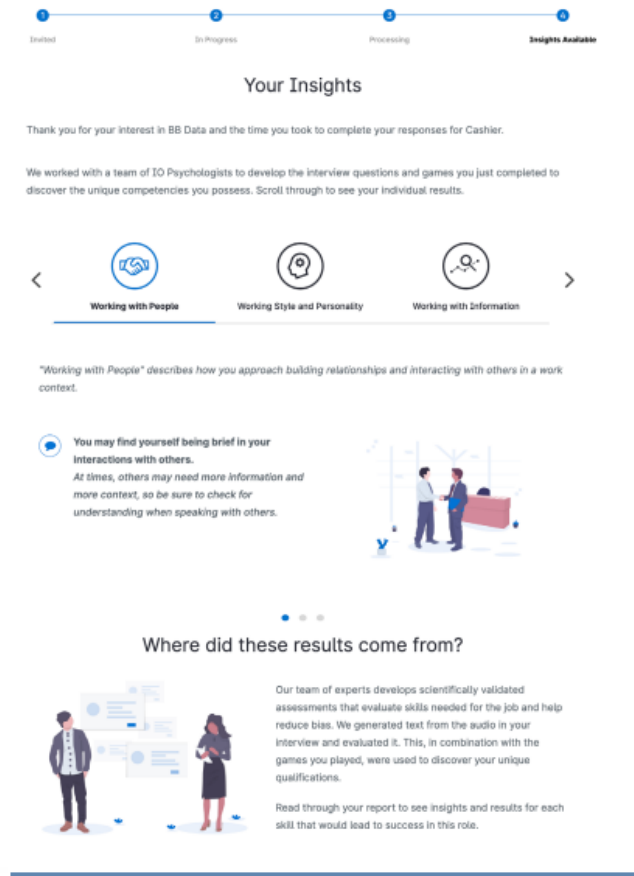 1 2 3 4
Invited In Progress Processing Insights Available
Your Insights
Thank you for your interest in BB Data and the time you took to complete your responses for Cashier.
We worked with a team of IO Psychologists to develop the interview questions and games you just completed to
discover the unique competencies you possess. Scroll through to see your individual results.
Working with People Working Style and Personality Working with Information
"Working with People" describes how you approach building relationships and interacting with others in a work
context.
You may find yourself being brief in your
interactions with others.
At times, others may need more information and
more context, so be sure to check for
understanding when speaking with others.
Where did these results come from?
Our team of experts develops scientifically validated
assessments that evaluate skills needed for the job and help
reduce bias. We generated text from the audio in your
interview and evaluated it. This, in combination with the
games you played, were used to discover your unique
qualifications.
Read through your report to see insights and results for each
skill that would lead to success in this role.